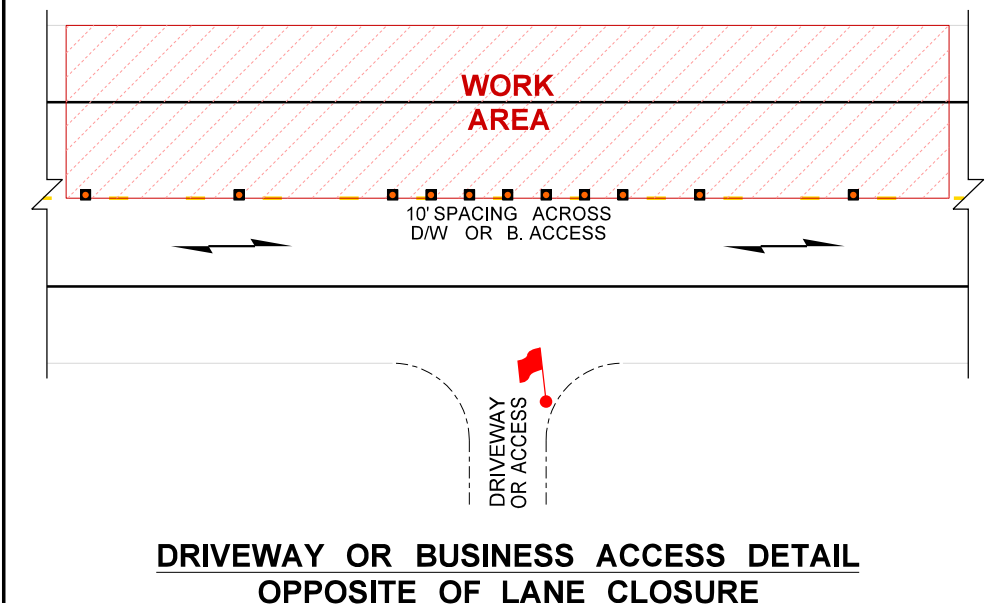 WORK
AREA
10' SPACING ACROSS
D/W OR B. ACCESS
DRIVEWAY
OR ACCESS
DRIVEWAY OR BUSINESS ACCESS DETAIL
OPPOSITE OF LANE CLOSURE